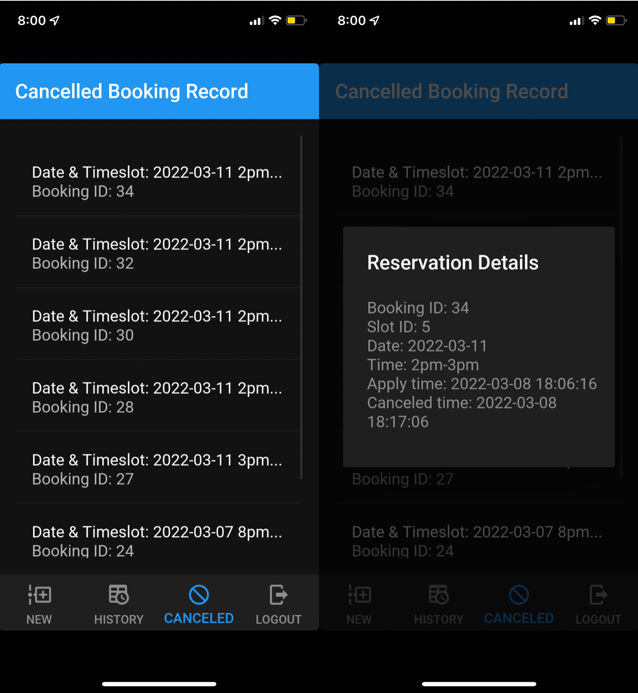 8:00
Cancelled Booking Record
Date & Timeslot: 2022-03-11 2pm...
Booking ID: 34
Date & Timeslot: 2022-03-11 2pm...
Booking ID: 32
Date & Timeslot: 2022-03-11 2pm...
Booking ID: 30
Date & Timeslot: 2022-03-11 2pm...
Booking ID: 28
Date & Timeslot: 2022-03-11 3pm...
Booking ID: 27
Date & Timeslot: 2022-03-07 8pm...
Booking ID: 24
NEW
HISTORY
CANCELED
LOGOUT
8:00
Cancelled Booking Record
Date & Timeslot: 2022-03-11 2pm...
Booking ID: 34
Reservation Details
Booking ID: 34
Slot ID: 5
Date: 2022-03-11
Time: 2pm-3pm
Apply time: 2022-03-08 18:06:16
Canceled time: 2022-03-08
18:17:06
Booking ID: 27
Date & Timeslot: 2022-03-07 8pm...
Booking ID: 24
NEW
HISTORY
CANCELED
LOGOUT